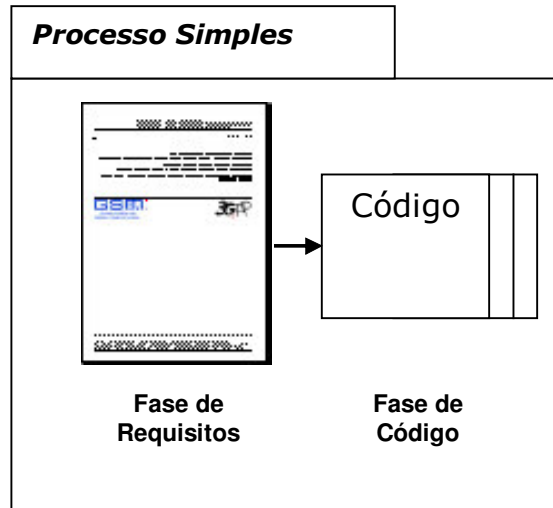 Processo Simples
GSM
3GPP
Código
Fase de
Requisitos
Fase de
Código